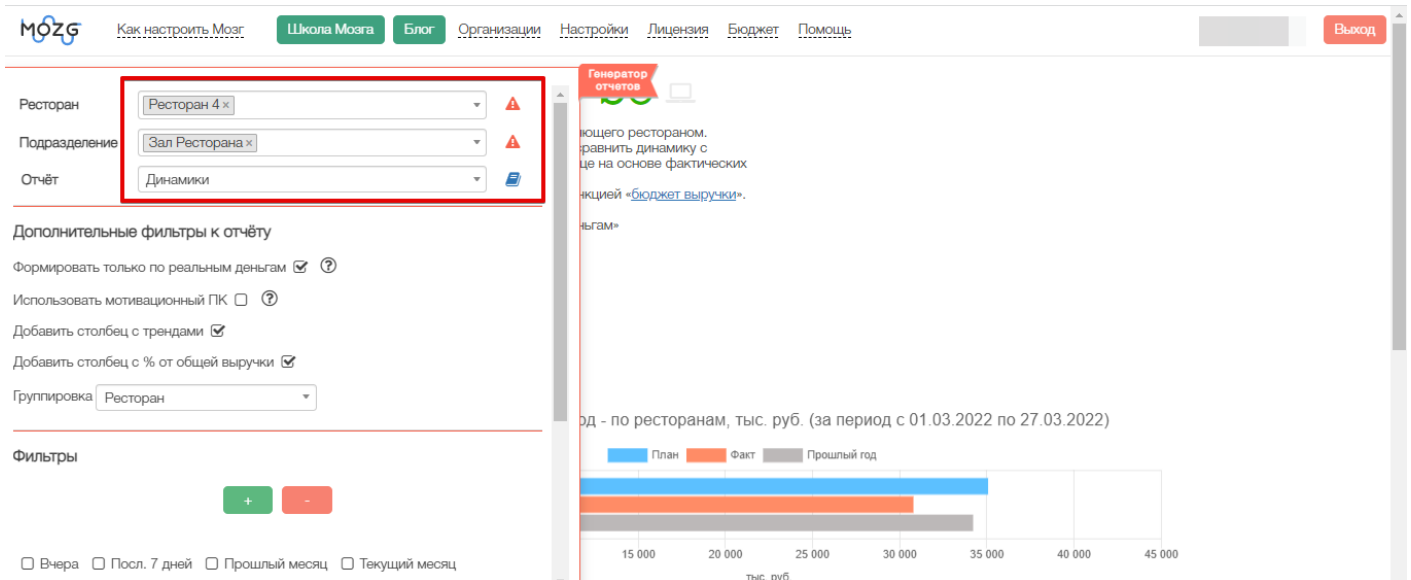 MOZG Как настроить Мозг Школа Мозга Блог Организации Настройки Лицензия Бюджет Помощь Выход
Генератор отчетов
Ресторан Ресторан 4 ×
Подразделение Зал Ресторана ×
Отчёт Динамики
Дополнительные фильтры к отчёту
Формировать только по реальным деньгам
Использовать мотивационный ПК
Добавить столбец с трендами
Добавить столбец с % от общей выручки
Группировка Ресторан
Фильтры
+ -
Вчера Посл. 7 дней Прошлый месяц Текущий месяц
ющего рестораном.
равнить динамику с
це на основе фактических
нкцией «бюджет выручки».
ньгам»
од - по ресторанам, тыс. руб. (за период с 01.03.2022 по 27.03.2022)
План Факт Прошлый год
15 000 20 000 25 000 30 000 35 000 40 000 45 000
тыс. руб.